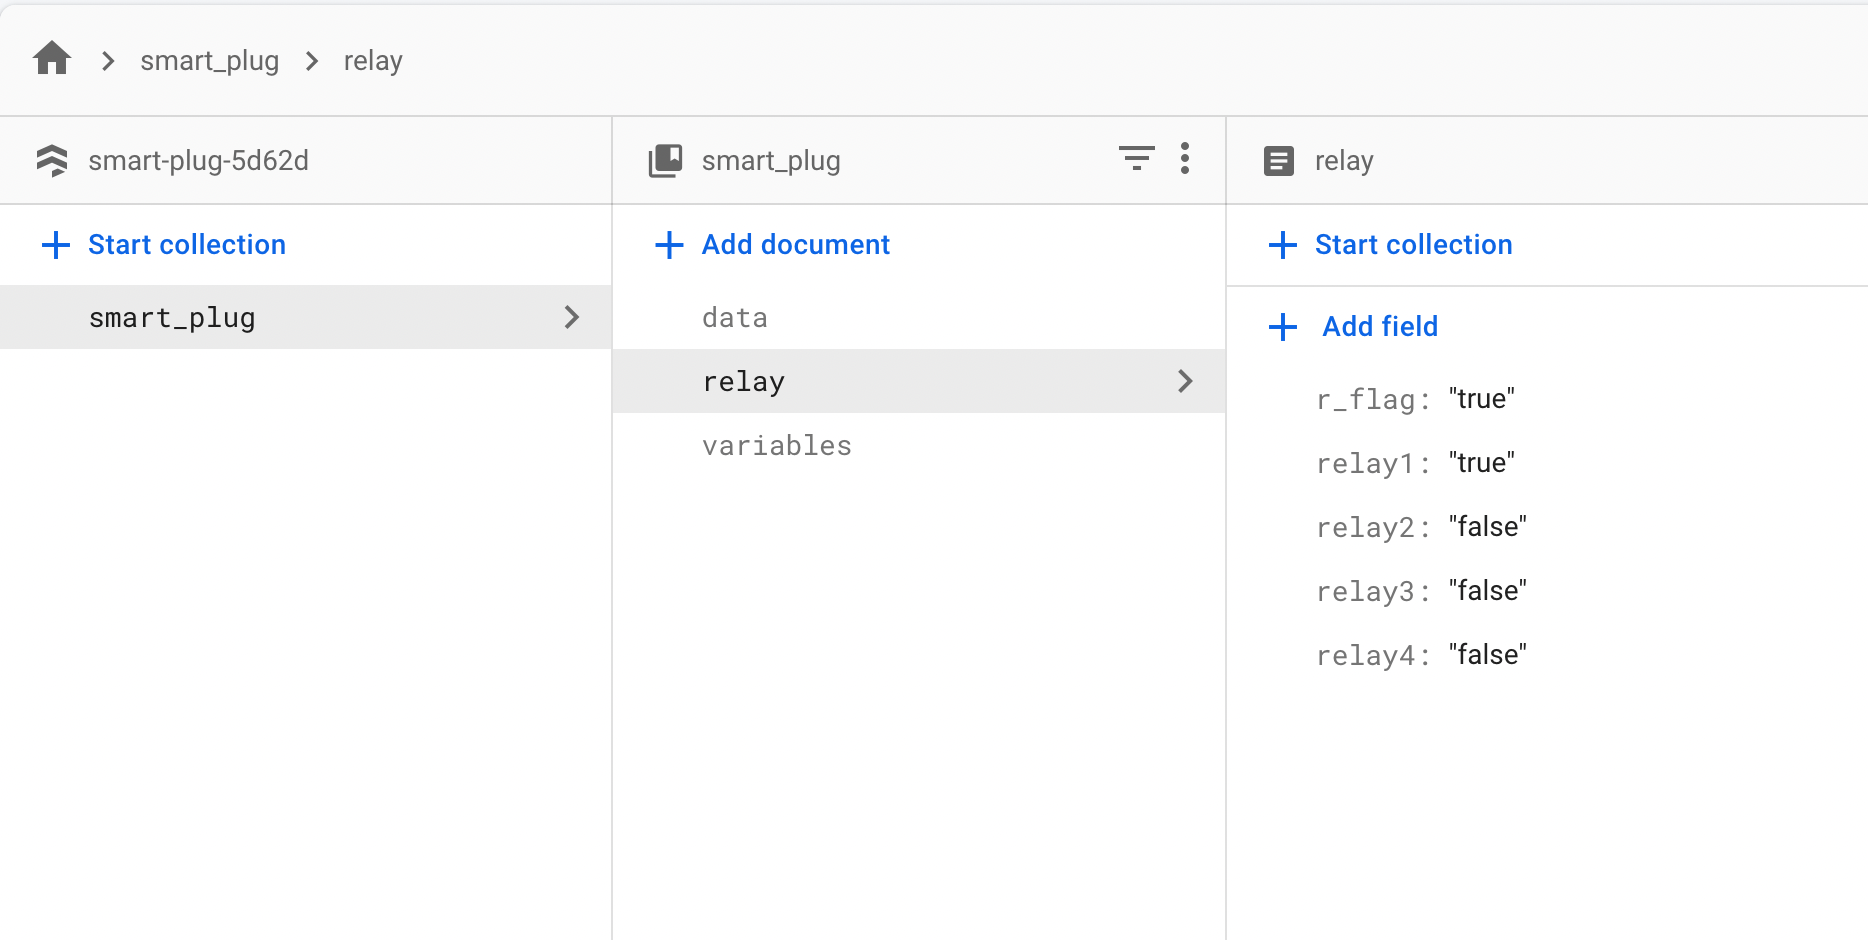 smart_plug relay
smart-plug-5d62d
Start collection
smart_plug
smart_plug
Add document
data
relay
variables
relay
Start collection
Add field
r_flag: "true"
relay1: "true"
relay2: "false"
relay3: "false"
relay4: "false"